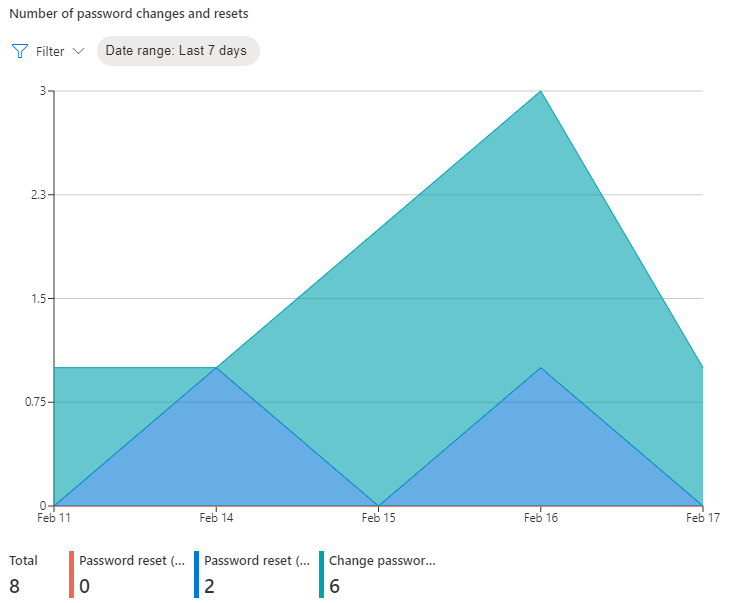 Number of password changes and resets
Filter Date range: Last 7 days
3
2.3
1.5
0.75
0
Feb 11 Feb 14 Feb 15 Feb 16 Feb 17
Total Password reset (... Password reset (... Change passwor...
8 0 2 6